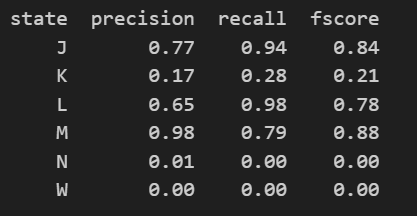 state precision recall fscore
J 0.77 0.94 0.84
K 0.17 0.28 0.21
L 0.65 0.98 0.78
M 0.98 0.79 0.88
N 0.01 0.00 0.00
W 0.00 0.00 0.00